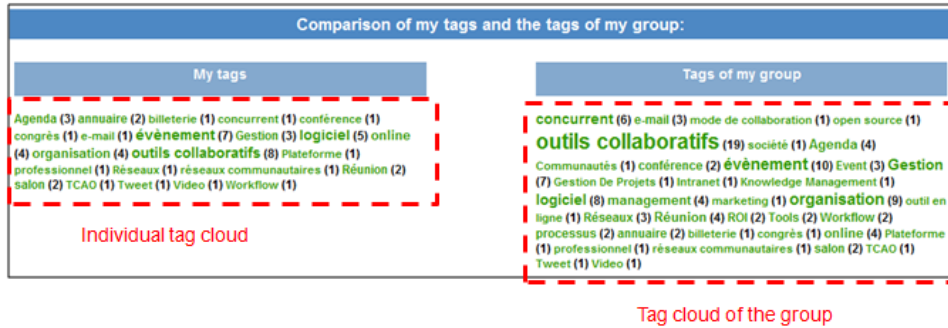 Comparison of my tags and the tags of my group:
My tags
Agenda (3) annuaire (2) billeterie (1) concurrent (1) conférence (1)
congrès (1) e-mail (1) évènement (7) Gestion (3) logiciel (5) online
(4) organisation (4) outils collaboratifs (8) Plateforme (1)
professionnel (1) Réseaux (1) réseaux communautaires (1) Réunion (2)
salon (2) TCAO (1) Tweet (1) Video (1) Workflow (1)
Individual tag cloud
Tags of my group
concurrent (6) e-mail (3) mode de collaboration (1) open source (1)
outils collaboratifs (19) société (1) Agenda (4)
Communautés (1) conférence (2) évènement (10) Event (3) Gestion
(7) Gestion De Projets (1) Intranet (1) Knowledge Management (1)
logiciel (8) management (4) marketing (1) organisation (9) outil en
ligne (1) Réseaux (3) Réunion (4) ROI (2) Tools (2) Workflow (2)
processus (2) annuaire (2) billeterie (1) congrès (1) online (4) Plateforme
(1) professionnel (1) réseaux communautaires (1) salon (2) TCAO (1)
Tweet (1) Video (1)
Tag cloud of the group